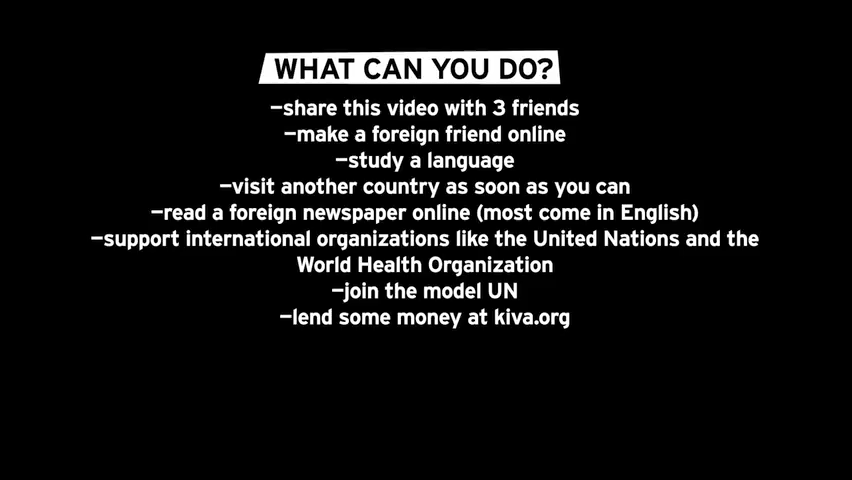 WHAT CAN YOU DO?
–share this video with 3 friends
–make a foreign friend online
–study a language
–visit another country as soon as you can
–read a foreign newspaper online (most come in English)
–support international organizations like the United Nations and the
World Health Organization
–join the model UN
–lend some money at kiva.org